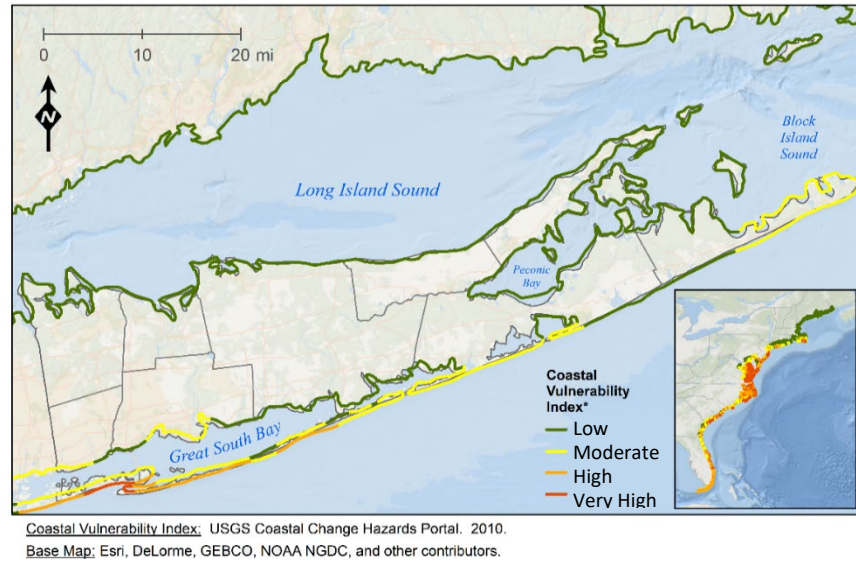 0 10 20 mi
N
Block
Island
Sound
Long Island Sound
Peconic
Bay
Great South Bay
Coastal
Vulnerability
Index*
Low
Moderate
High
Very High
Coastal Vulnerability Index: USGS Coastal Change Hazards Portal. 2010.
Base Map: Esri, DeLorme, GEBCO, NOAA NGDC, and other contributors.